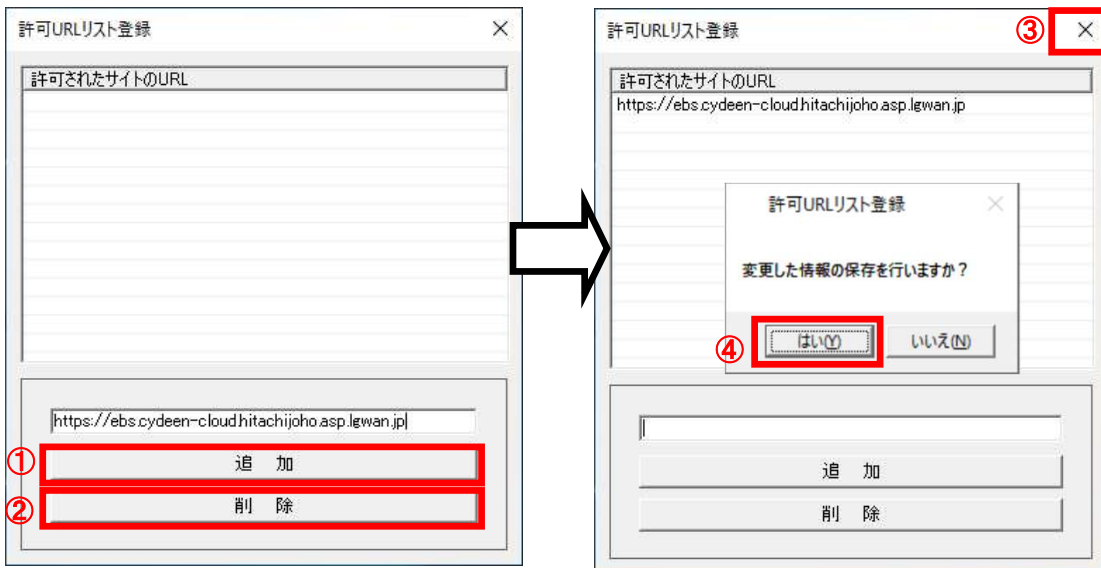 許可URLリスト登録
許可されたサイトのURL
https://ebs.cydeen-cloud.hitachijoho.asp.lgwan.jp
① 追 加
② 削 除
許可URLリスト登録
③
許可されたサイトのURL
https://ebs.cydeen-cloud.hitachijoho.asp.lgwan.jp
許可URLリスト登録
変更した情報の保存を行いますか？
④ はい(Y) いいえ(N)
追 加
削 除